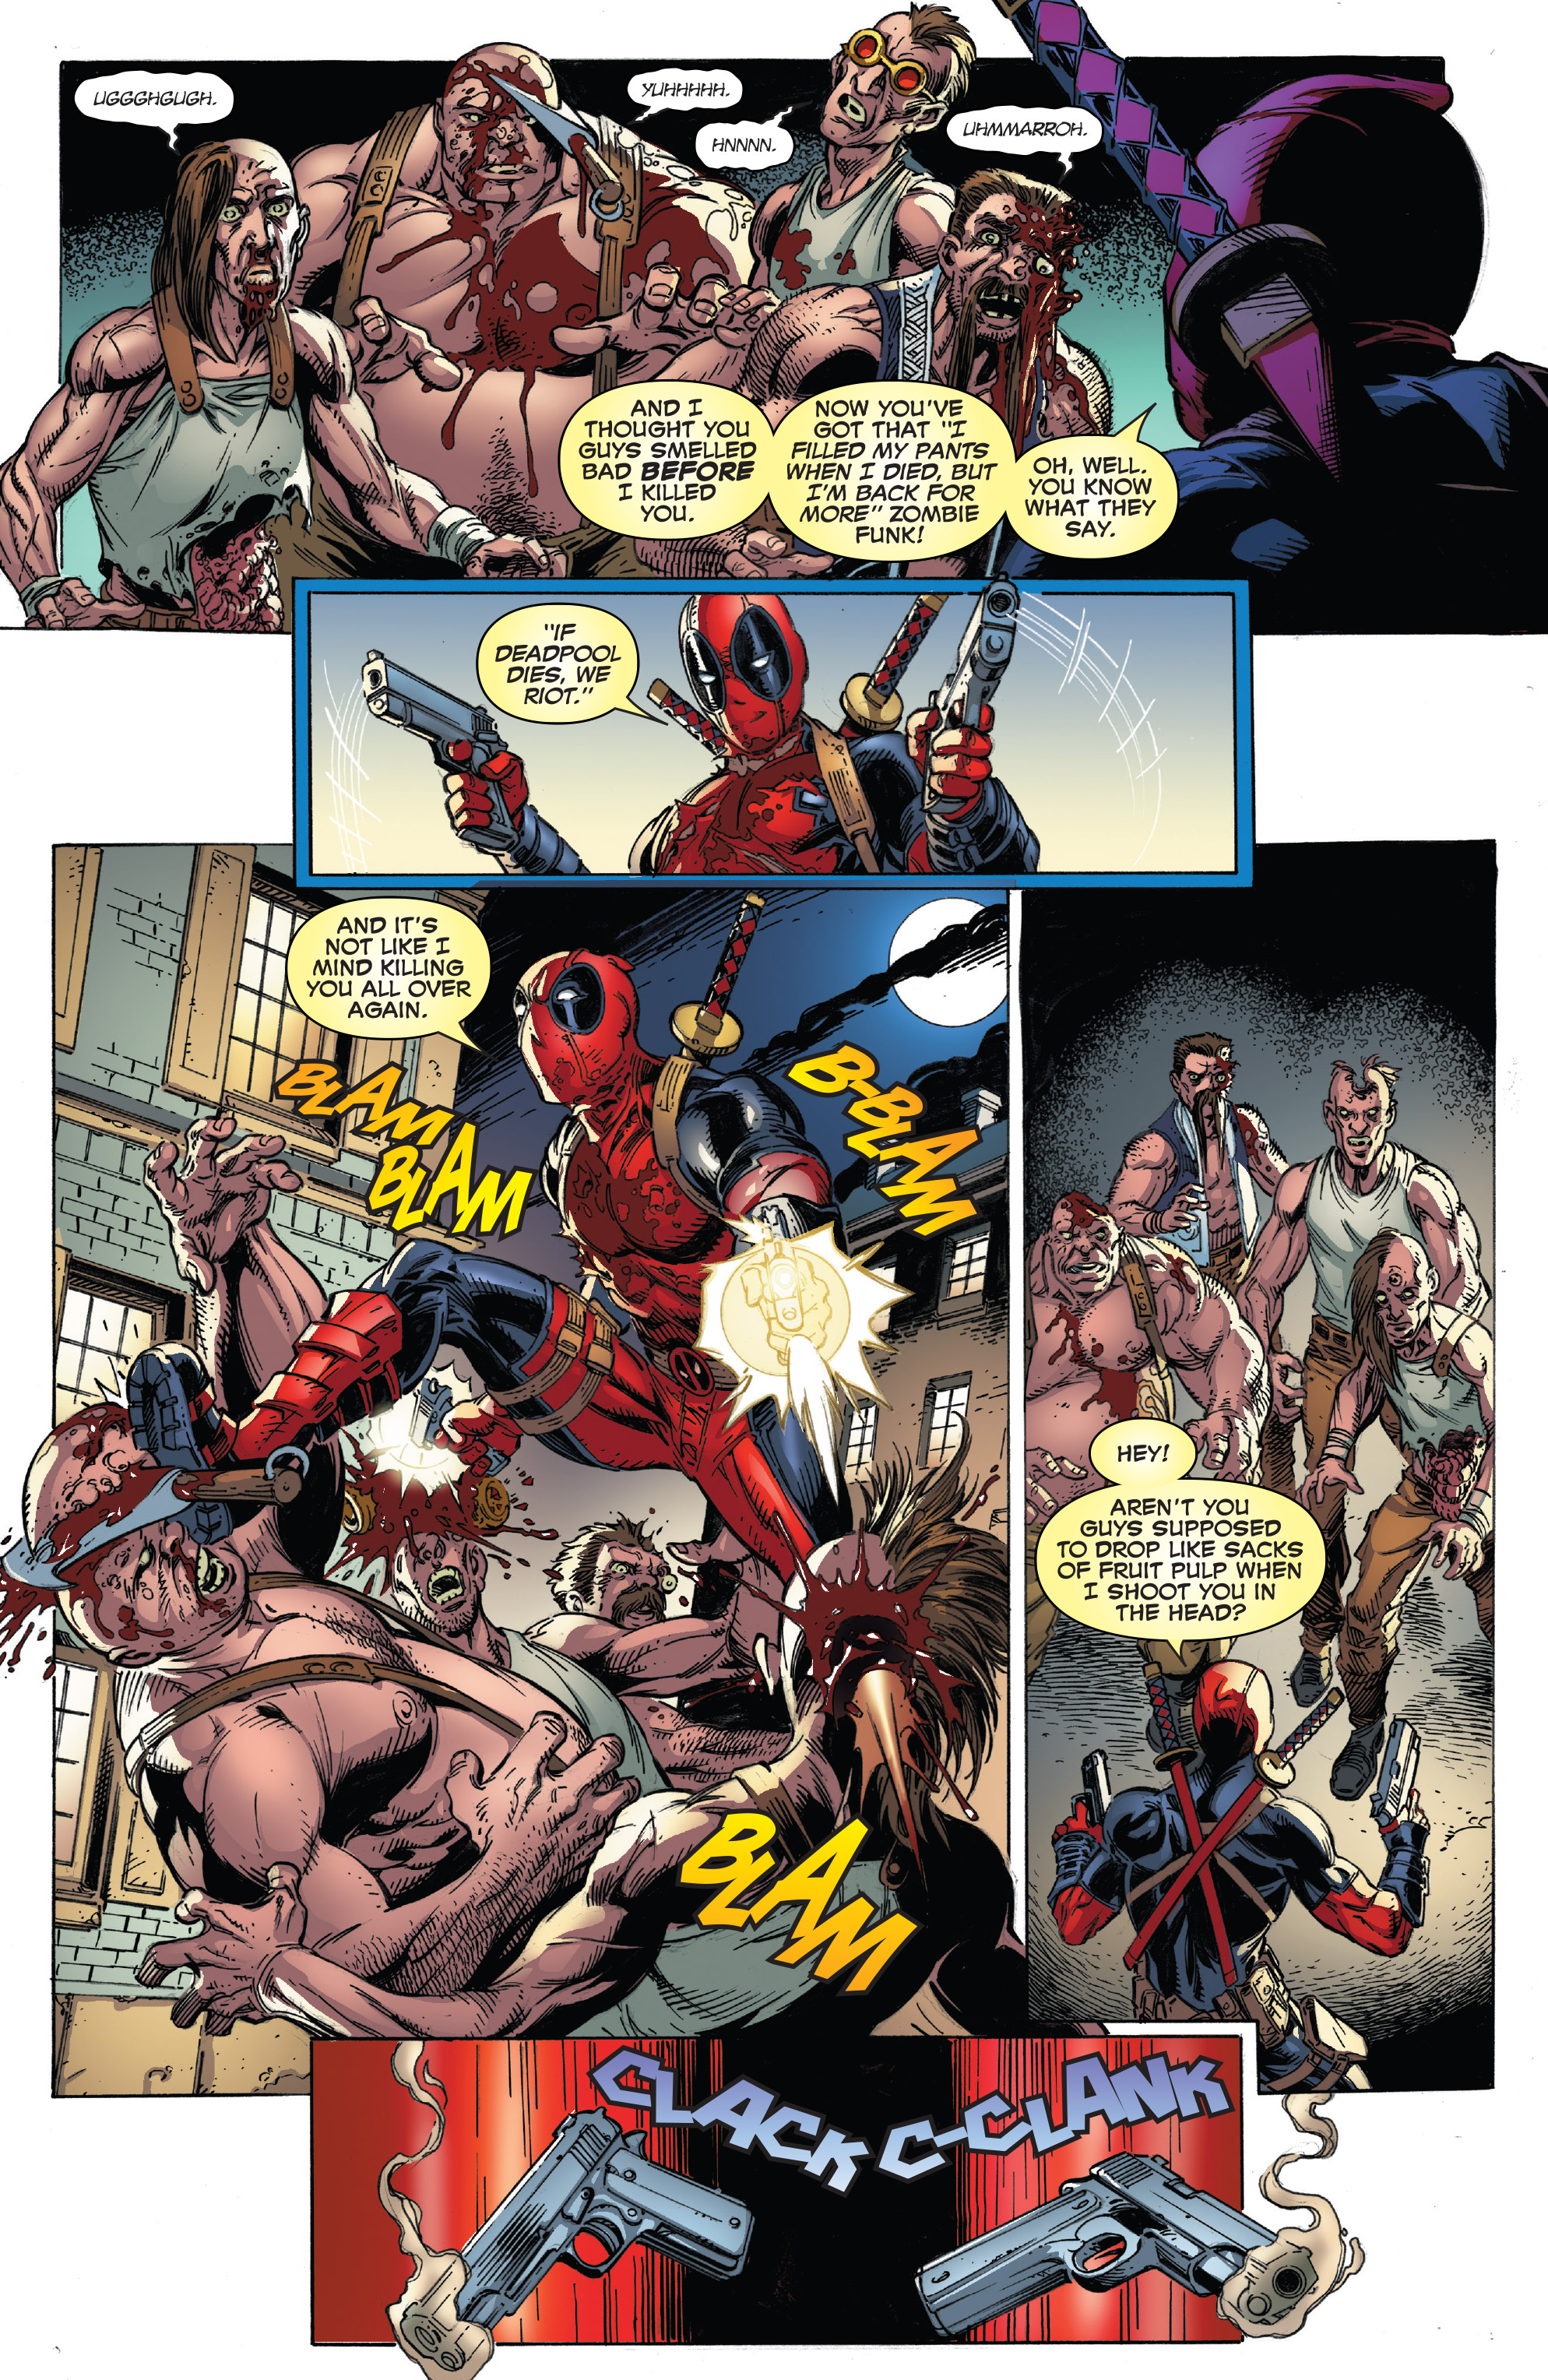 UGGGHGUGH.
YUHHHHH.
HNNNN.
UHMMARROH.
AND I
THOUGHT YOU
GUYS SMELLED
BAD BEFORE
I KILLED
YOU.
NOW YOU'VE
GOT THAT "I
FILLED MY PANTS
WHEN I DIED, BUT
I'M BACK FOR
MORE" ZOMBIE
FUNK!
OH, WELL.
YOU KNOW
WHAT THEY
SAY.
"IF
DEADPOOL
DIES, WE
RIOT."
AND IT'S
NOT LIKE I
MIND KILLING
YOU ALL OVER
AGAIN.
BLAM
BLAM
B-BLAM
BLAM
HEY!
AREN'T YOU
GUYS SUPPOSED
TO DROP LIKE SACKS
OF FRUIT PULP WHEN
I SHOOT YOU IN
THE HEAD?
CLACK C-CLANK